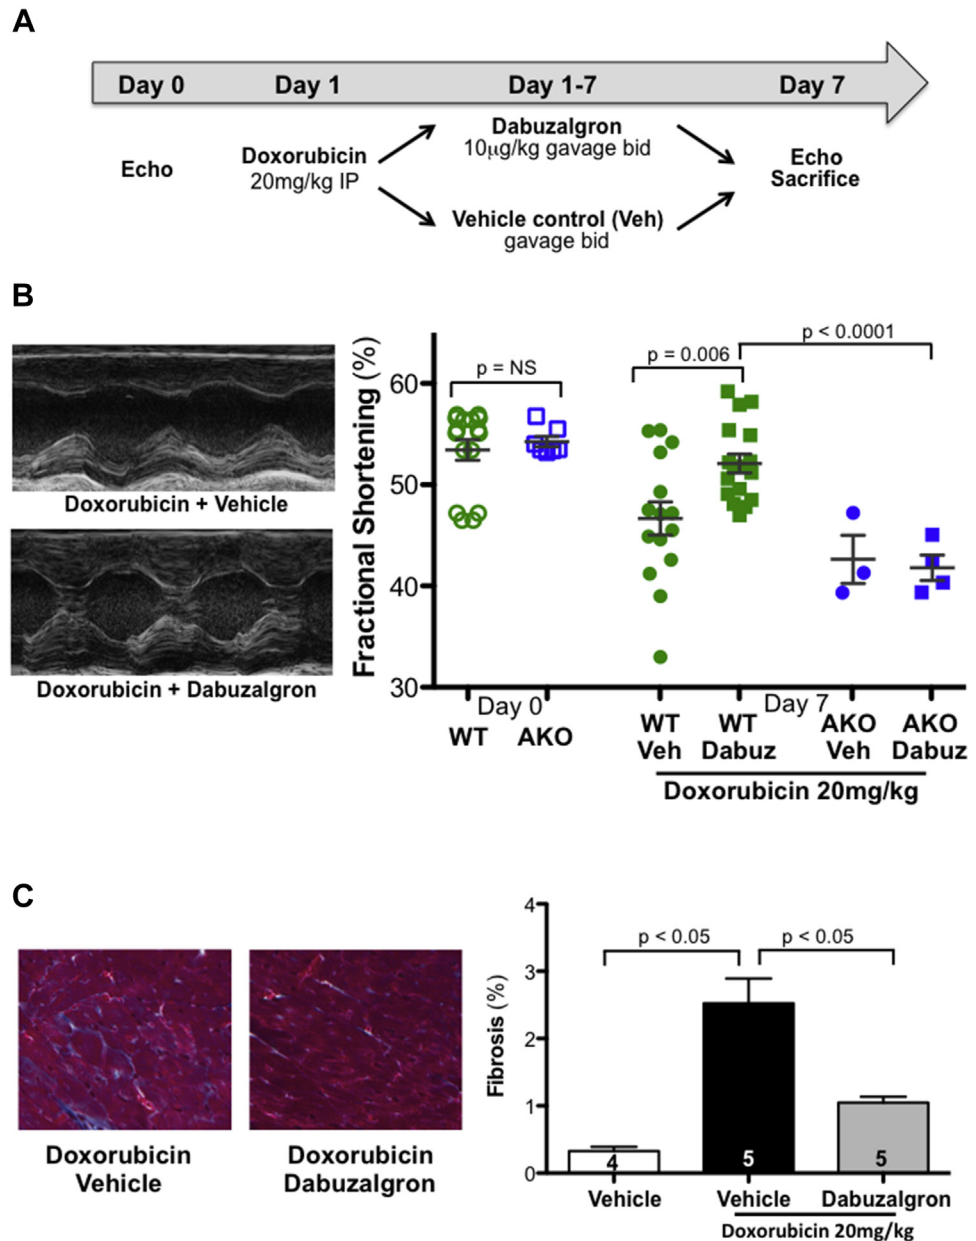 A
Day 0 Day 1 Day 1-7 Day 7
Echo
Doxorubicin
20mg/kg IP
Dabuzalgron
10μg/kg gavage bid
Vehicle control (Veh)
gavage bid
Echo
Sacrifice
B
Doxorubicin + Vehicle
Doxorubicin + Dabuzalgron
Fractional Shortening (%)
60
50
40
30
p = NS
p = 0.006
p < 0.0001
Day 0
Day 7
WT
AKO
WT
Veh
WT
Dabuz
AKO
Veh
AKO
Dabuz
Doxorubicin 20mg/kg
C
Doxorubicin
Vehicle
Doxorubicin
Dabuzalgron
Fibrosis (%)
4
3
2
1
0
p < 0.05
p < 0.05
4
5
5
Vehicle
Vehicle
Dabuzalgron
Doxorubicin 20mg/kg